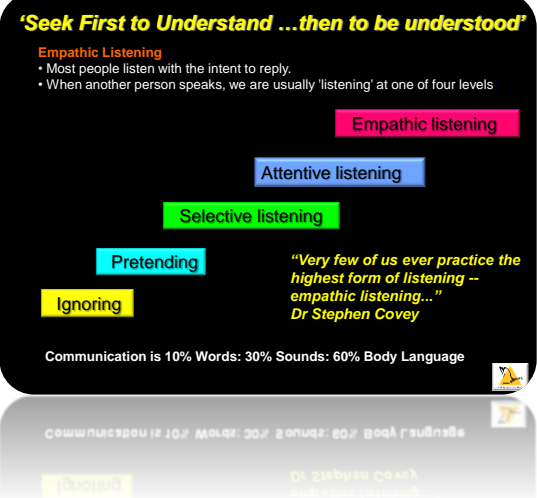 ‘Seek First to Understand …then to be understood’
Empathic Listening
• Most people listen with the intent to reply.
• When another person speaks, we are usually 'listening' at one of four levels :
Empathic listening
Attentive listening
Selective listening
Pretending
Ignoring
“Very few of us ever practice the
highest form of listening --
empathic listening...”
Dr Stephen Covey
Communication is 10% Words: 30% Sounds: 60% Body Language